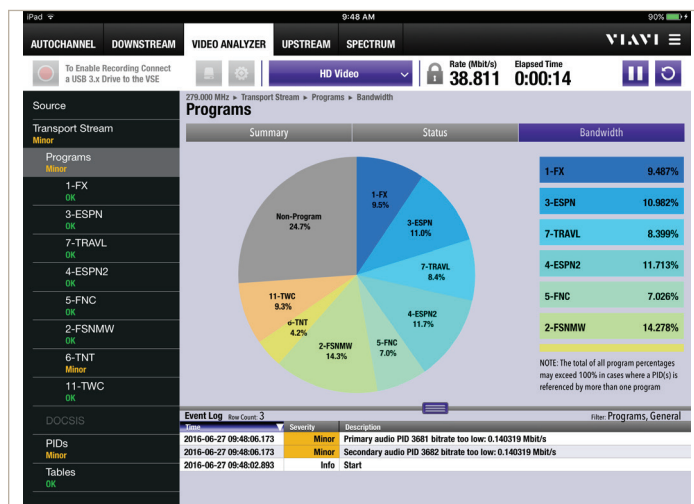 iPad 9:48 AM 90%
AUTOCHANNEL DOWNSTREAM VIDEO ANALYZER UPSTREAM SPECTRUM VIAVI
To Enable Recording Connect
a USB 3.x Drive to the VSE
HD Video
Rate (Mbit/s)
38.811
Elapsed Time
0:00:14
Source
Transport Stream
Minor
Programs
Minor
1-FX
OK
3-ESPN
OK
7-TRAVL
OK
4-ESPN2
OK
5-FNC
OK
2-FSNMW
OK
6-TNT
Minor
11-TWC
OK
DOCSIS
PIDs
Minor
Tables
OK
279.000 MHz ▸ Transport Stream ▸ Programs ▸ Bandwidth
Programs
Summary Status Bandwidth
1-FX
9.5%
3-ESPN
11.0%
7-TRAVL
8.4%
4-ESPN2
11.7%
5-FNC
7.0%
2-FSNMW
14.3%
6-TNT
4.2%
11-TWC
9.3%
Non-Program
24.7%
1-FX 9.487%
3-ESPN 10.982%
7-TRAVL 8.399%
4-ESPN2 11.713%
5-FNC 7.026%
2-FSNMW 14.278%
NOTE: The total of all program percentages
may exceed 100% in cases where a PID(s) is
referenced by more than one program
Event Log Row Count: 3 Filter: Programs, General
Time Severity Description
2016-06-27 09:48:06.173 Minor Primary audio PID 3681 bitrate too low: 0.140319 Mbit/s
2016-06-27 09:48:06.173 Minor Secondary audio PID 3682 bitrate too low: 0.140319 Mbit/s
2016-06-27 09:48:02.893 Info Start